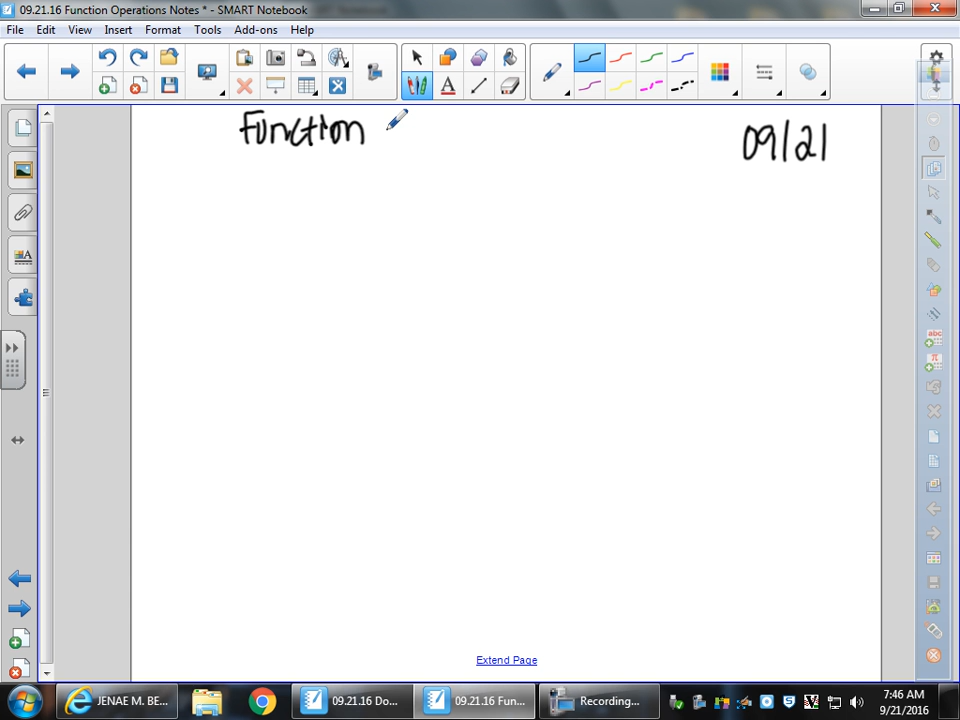 09.21.16 Function Operations Notes * - SMART Notebook
File Edit View Insert Format Tools Add-ons Help
Function
09/21
Extend Page
JENAE M. BE...
09.21.16 Do...
09.21.16 Fun...
Recording...
7:46 AM
9/21/2016